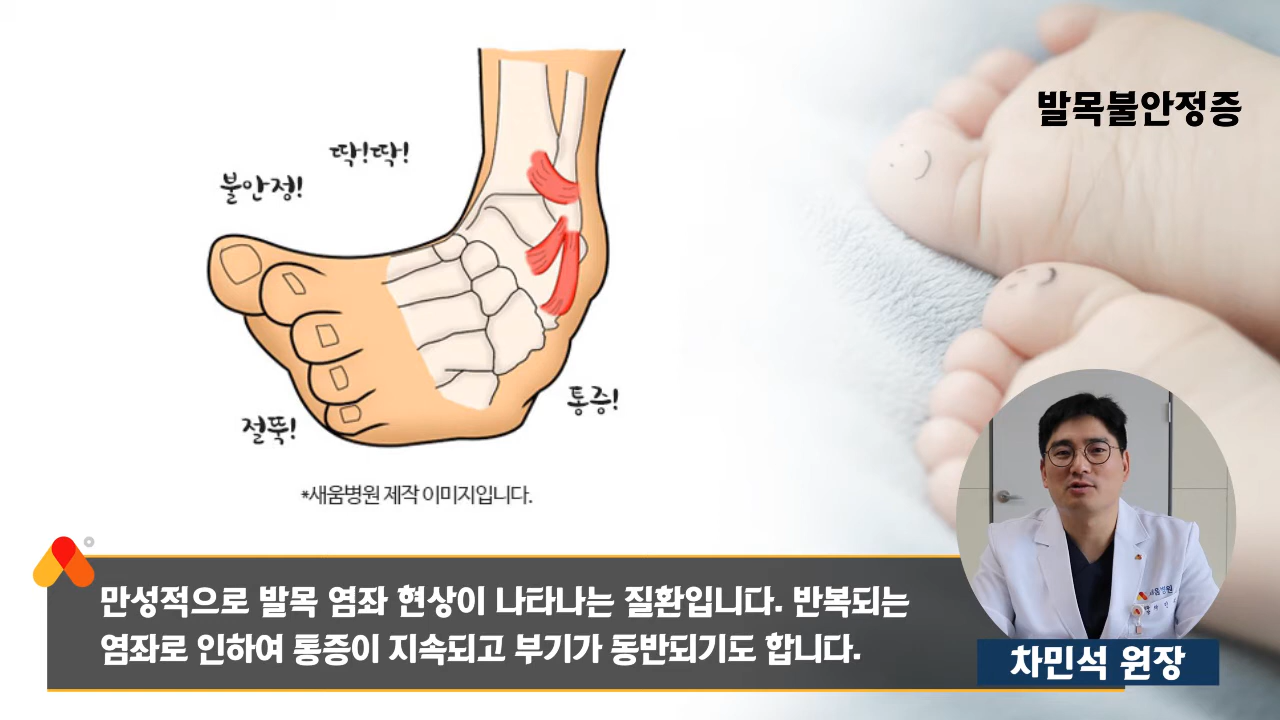 발목불안정증
딱!딱!
불안정!
절뚝!
통증!
*새움병원 제작 이미지입니다.
만성적으로 발목 염좌 현상이 나타나는 질환입니다. 반복되는
염좌로 인하여 통증이 지속되고 부기가 동반되기도 합니다.
새움병원
차민석 원장